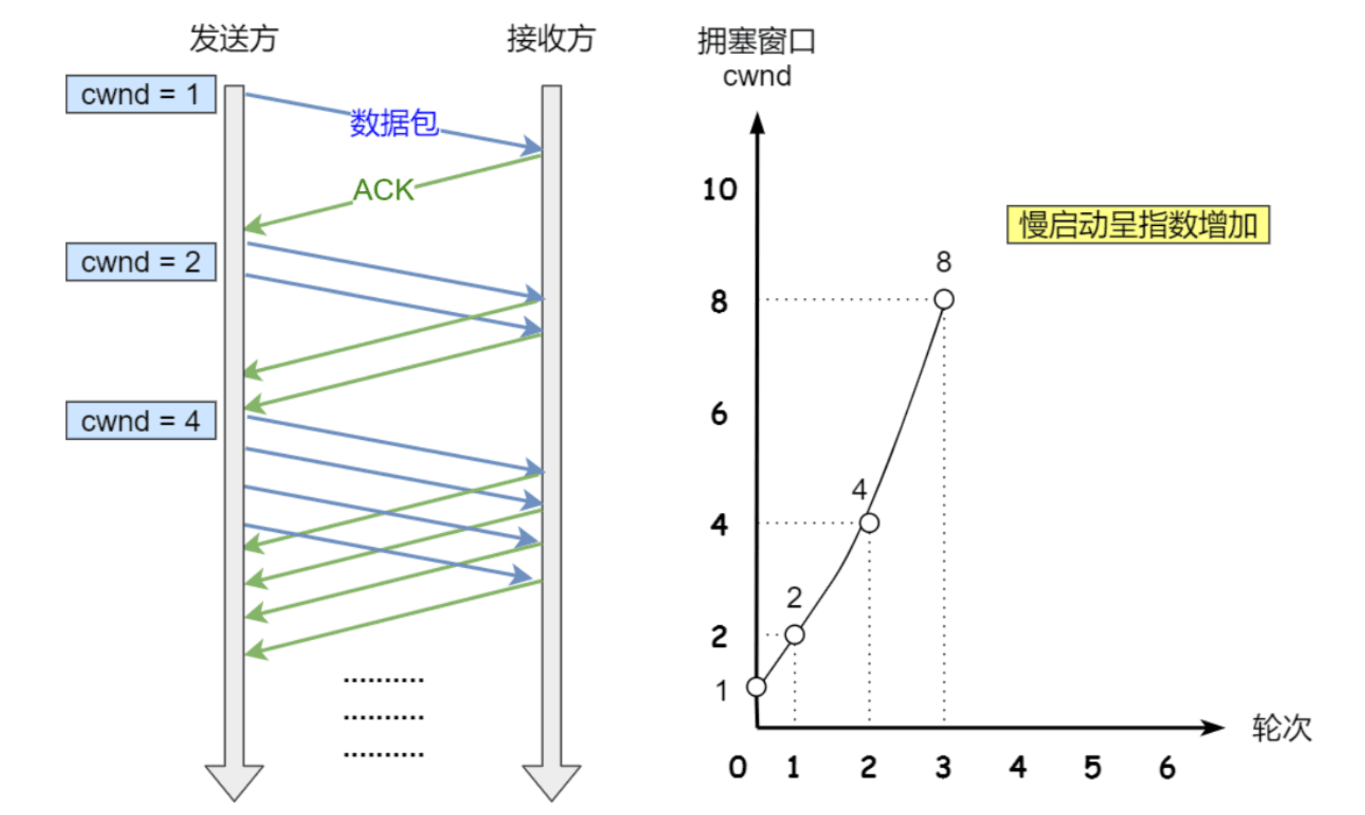 发送方
接收方
cwnd = 1
数据包
ACK
cwnd = 2
cwnd = 4
..........
..........
..........
拥塞窗口
cwnd
慢启动呈指数增加
10
8
8
6
4
4
2
2
1
轮次
0 1 2 3 4 5 6